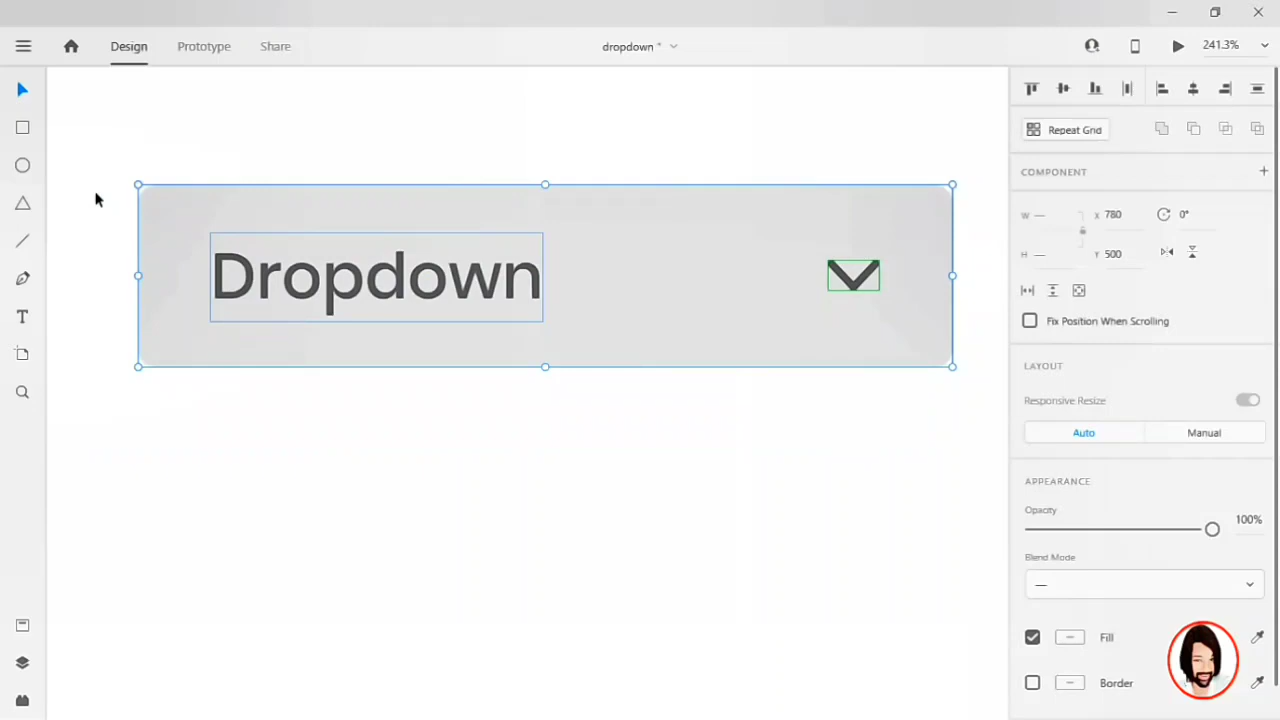 Design Prototype Share dropdown * 241.3%
Repeat Grid
COMPONENT
W — X 780 0°
H — Y 500
Dropdown
Fix Position When Scrolling
LAYOUT
Responsive Resize
Auto Manual
APPEARANCE
Opacity
100%
Blend Mode
—
Fill
Border
T